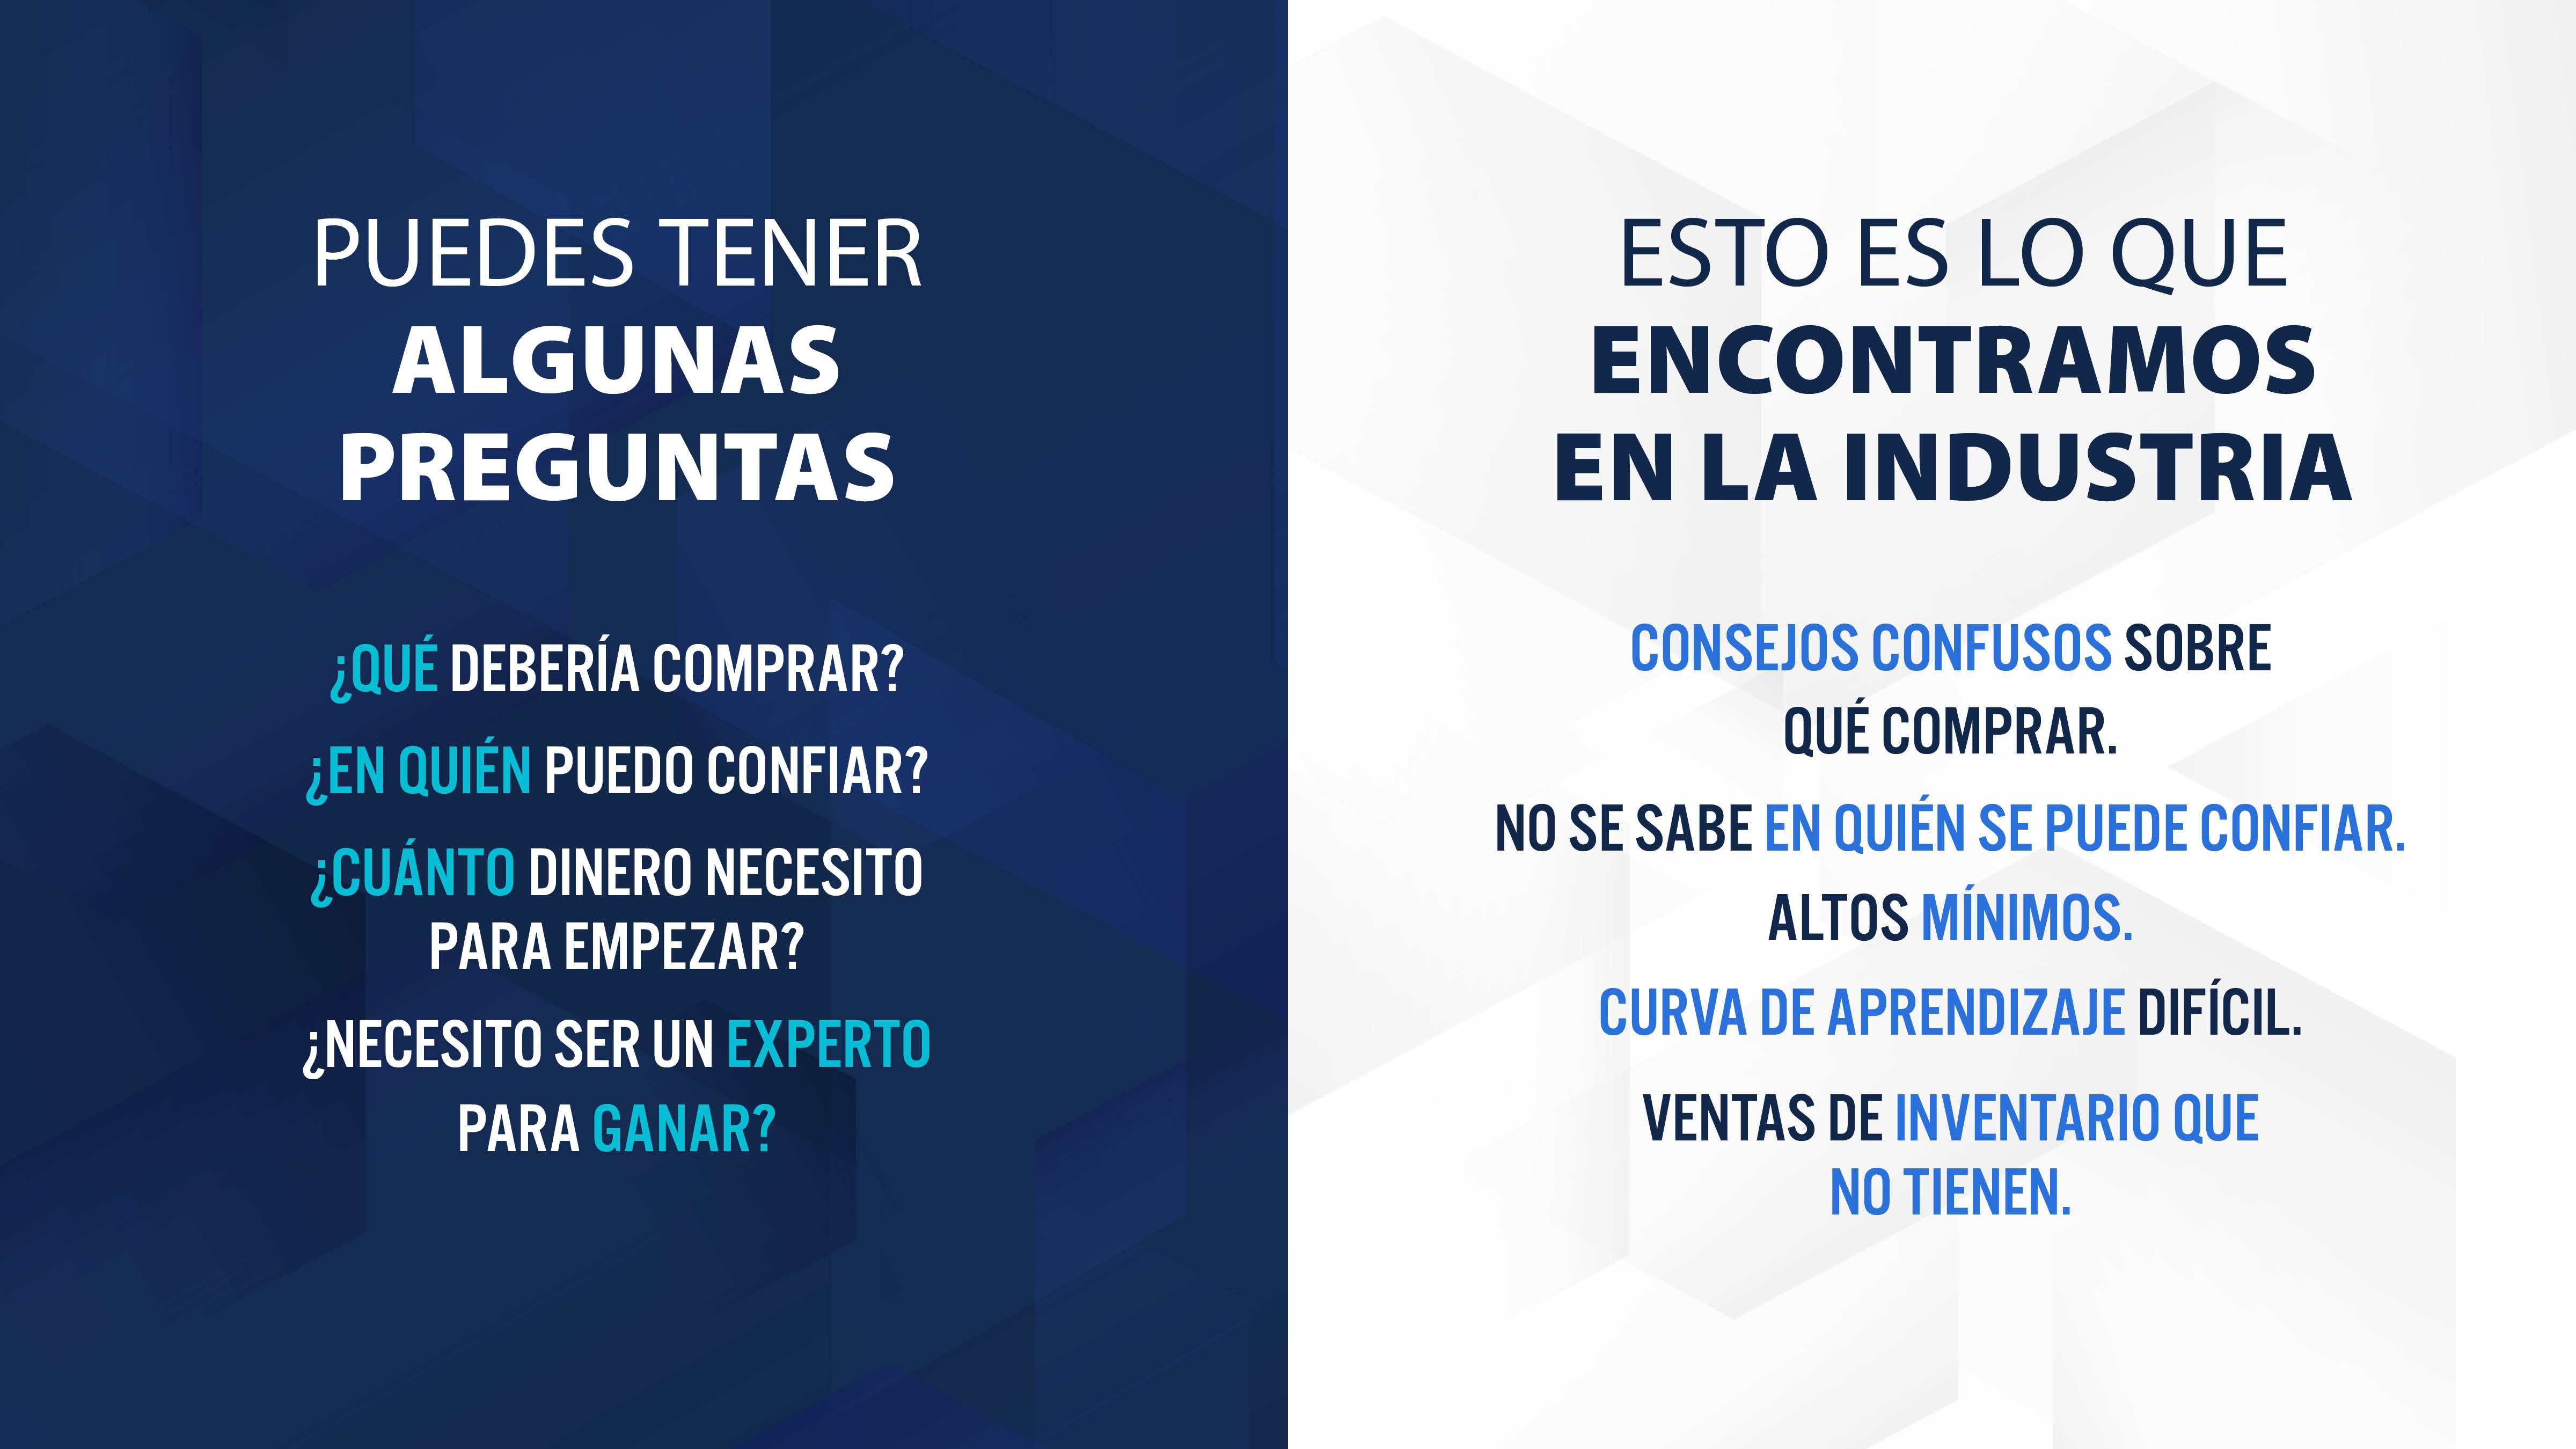 PUEDES TENER
ALGUNAS
PREGUNTAS
¿QUÉ DEBERÍA COMPRAR?
¿EN QUIÉN PUEDO CONFIAR?
¿CUÁNTO DINERO NECESITO
PARA EMPEZAR?
¿NECESITO SER UN EXPERTO
PARA GANAR?
ESTO ES LO QUE
ENCONTRAMOS
EN LA INDUSTRIA
CONSEJOS CONFUSOS SOBRE
QUÉ COMPRAR.
NO SE SABE EN QUIÉN SE PUEDE CONFIAR.
ALTOS MÍNIMOS.
CURVA DE APRENDIZAJE DIFÍCIL.
VENTAS DE INVENTARIO QUE
NO TIENEN.